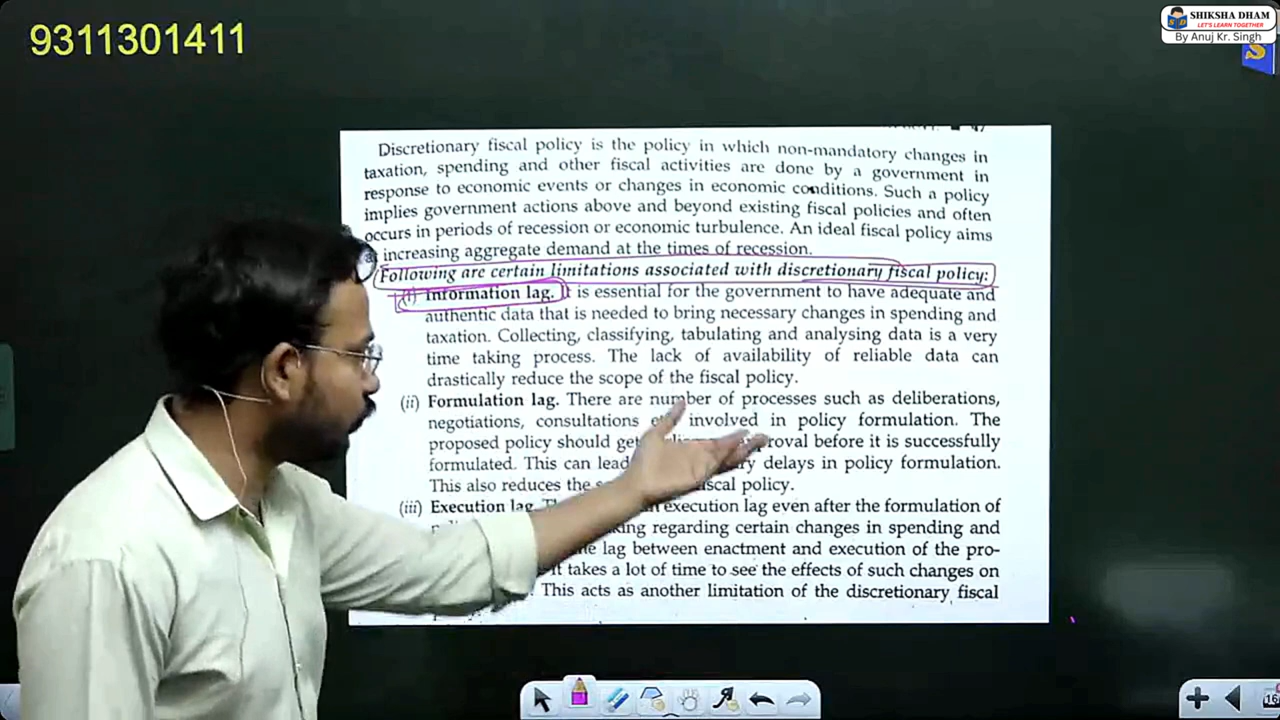 9311301411
SHIKSHA DHAM
LET'S LEARN TOGETHER
By Anuj Kr. Singh
Discretionary fiscal policy is the policy in which non-mandatory changes in
taxation, spending and other fiscal activities are done by a government in
response to economic events or changes in economic conditions. Such a policy
implies government actions above and beyond existing fiscal policies and often
occurs in periods of recession or economic turbulence. An ideal fiscal policy aims
increasing aggregate demand at the times of recession.
Following are certain limitations associated with discretionary fiscal policy:
(i) Information lag. It is essential for the government to have adequate and
authentic data that is needed to bring necessary changes in spending and
taxation. Collecting, classifying, tabulating and analysing data is a very
time taking process. The lack of availability of reliable data can
drastically reduce the scope of the fiscal policy.
(ii) Formulation lag. There are number of processes such as deliberations,
negotiations, consultations involved in policy formulation. The
proposed policy should get before it is successfully
formulated. This can lead delays in policy formulation.
This also reduces the policy.
(iii) Execution lag. execution lag even after the formulation of
regarding certain changes in spending and
lag between enactment and execution of the pro-
it takes a lot of time to see the effects of such changes on
This acts as another limitation of the discretionary fiscal